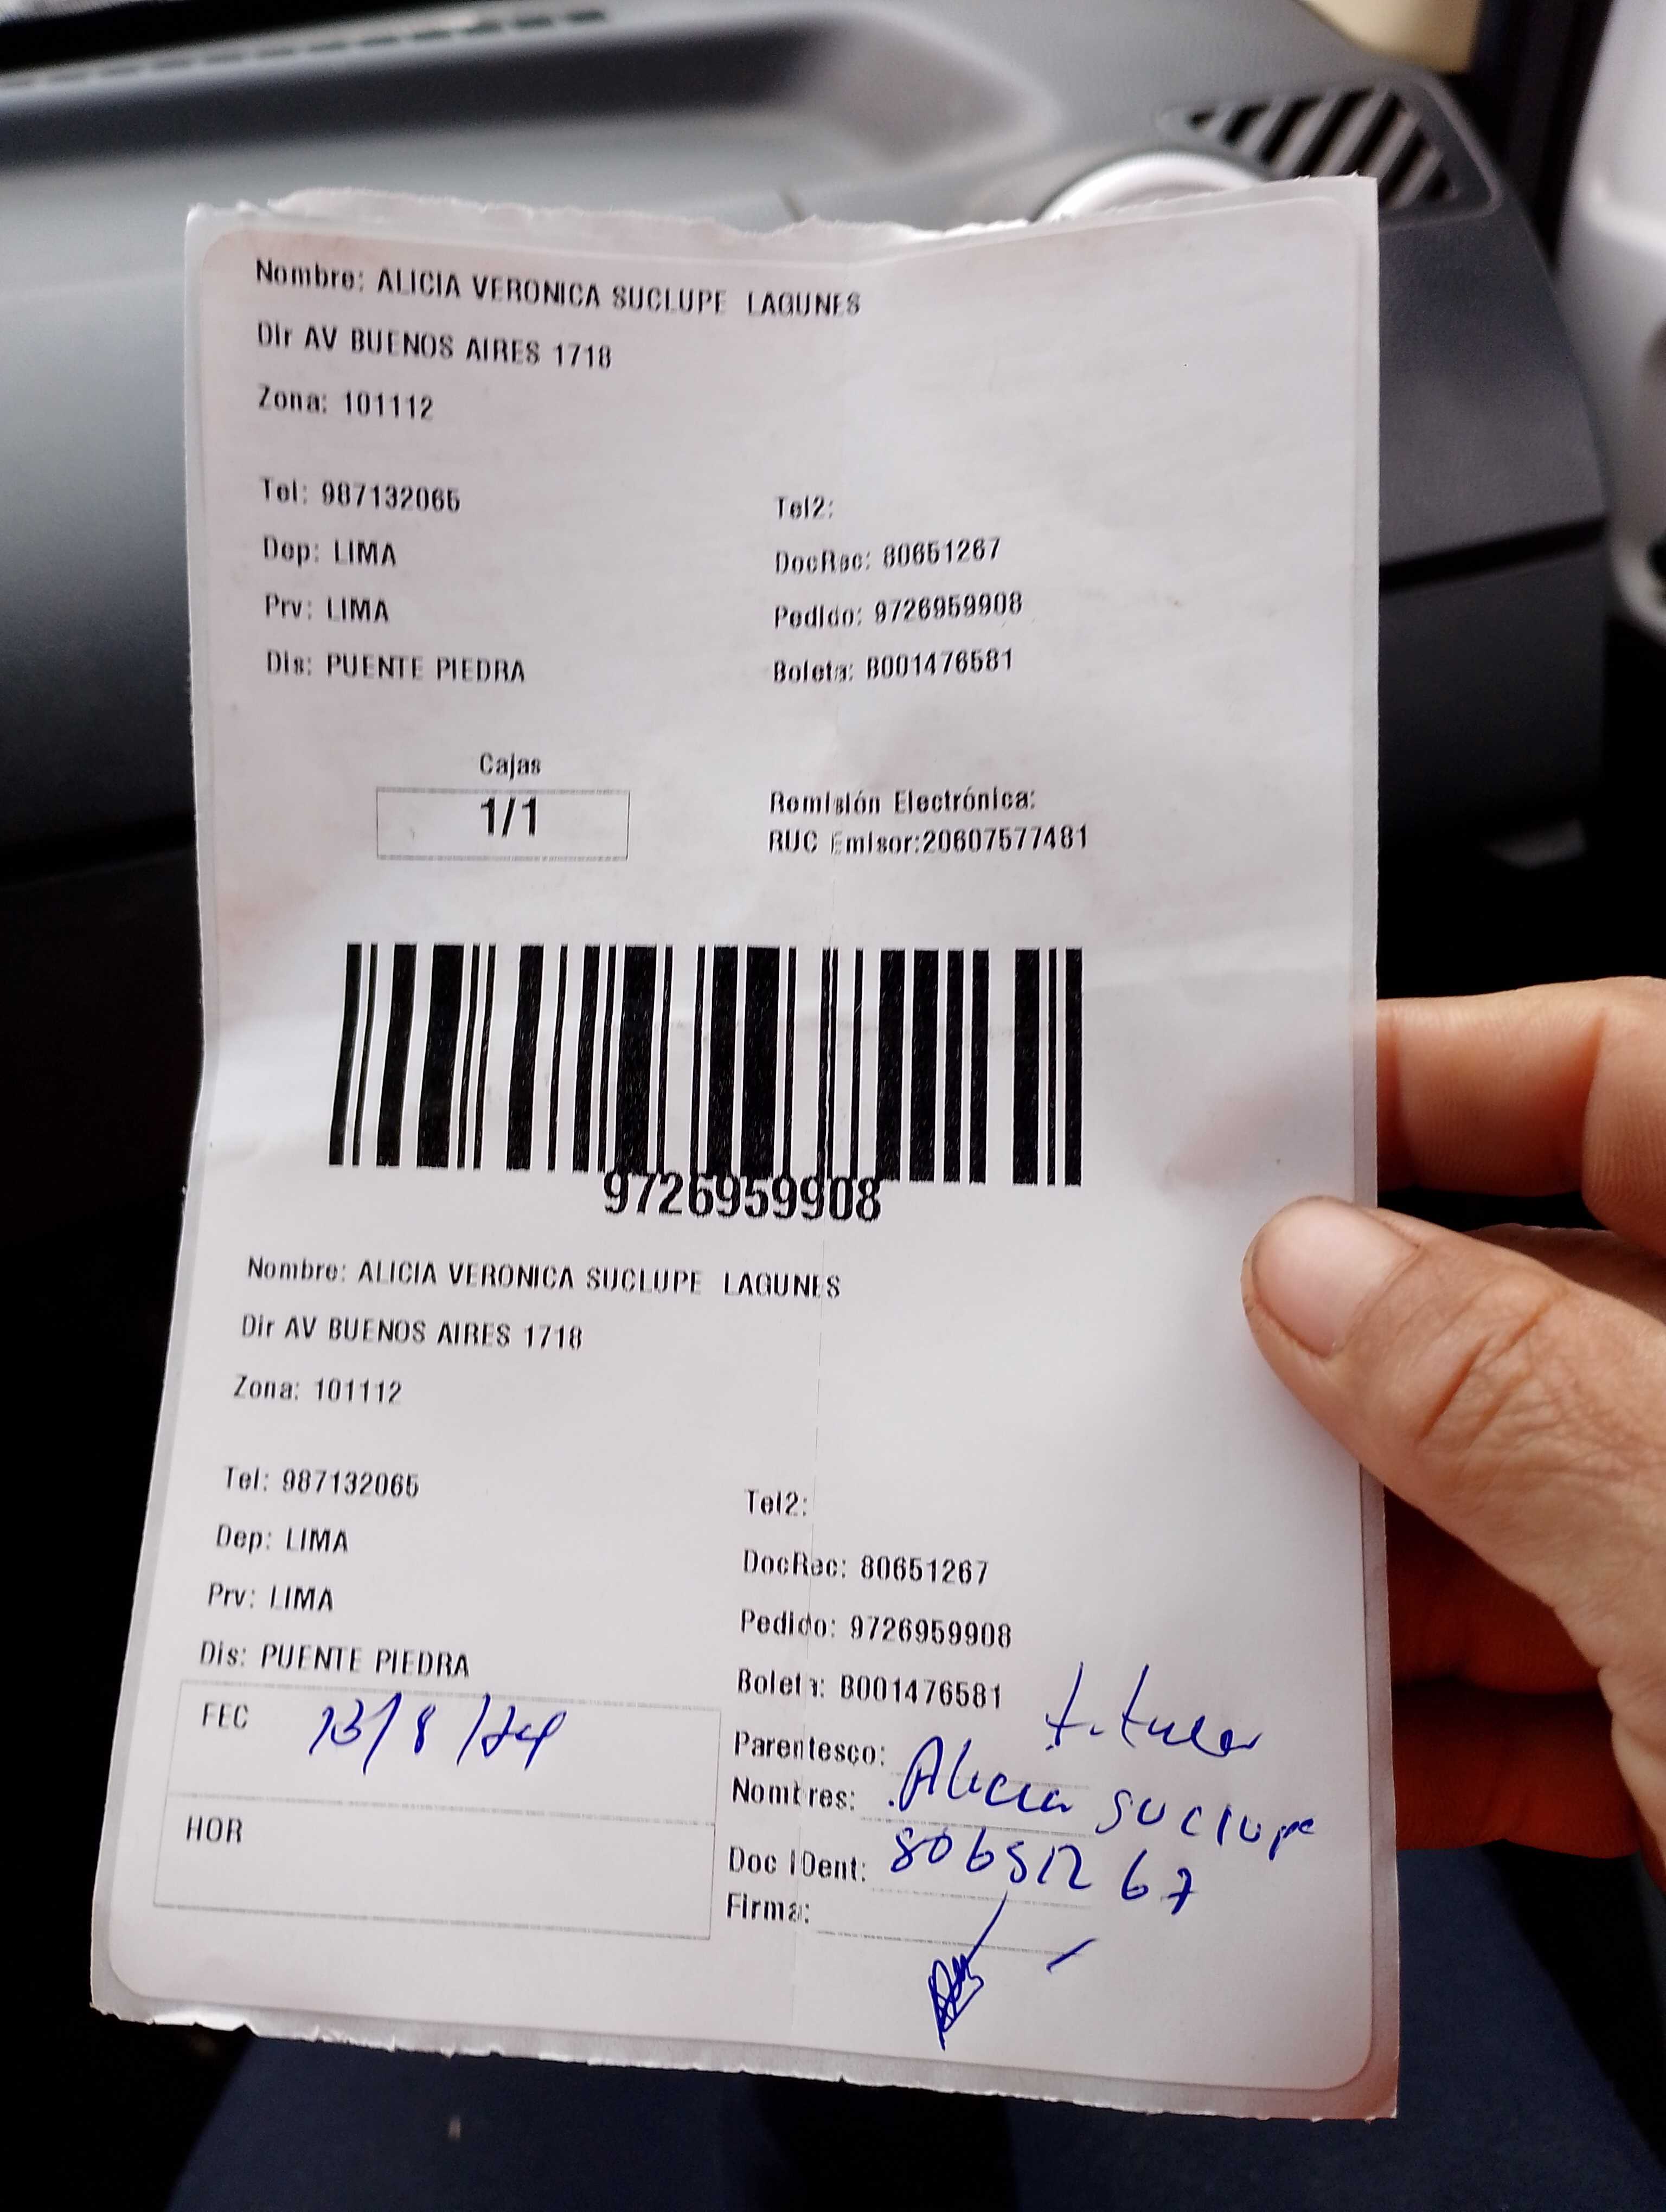 Nombre: ALICIA VERONICA SUCLUPE LAGUNES
Dir AV BUENOS AIRES 1718
Zona: 101112
Tel: 987132065 Tel2:
Dep: LIMA DocRec: 80651267
Prv: LIMA Pedido: 9726959908
Dis: PUENTE PIEDRA Boleta: B001476581
Cajas
1/1
Remisión Electrónica:
RUC Emisor:20607577481
9726959908
Nombre: ALICIA VERONICA SUCLUPE LAGUNES
Dir AV BUENOS AIRES 1718
Zona: 101112
Tel: 987132065 Tel2:
Dep: LIMA DocRec: 80651267
Prv: LIMA Pedido: 9726959908
Dis: PUENTE PIEDRA Boleta: B001476581
FEC 13/8/24
HOR
Parentesco: titular
Nombres: Alicia Suclupe
Doc IDent: 80651267
Firma: